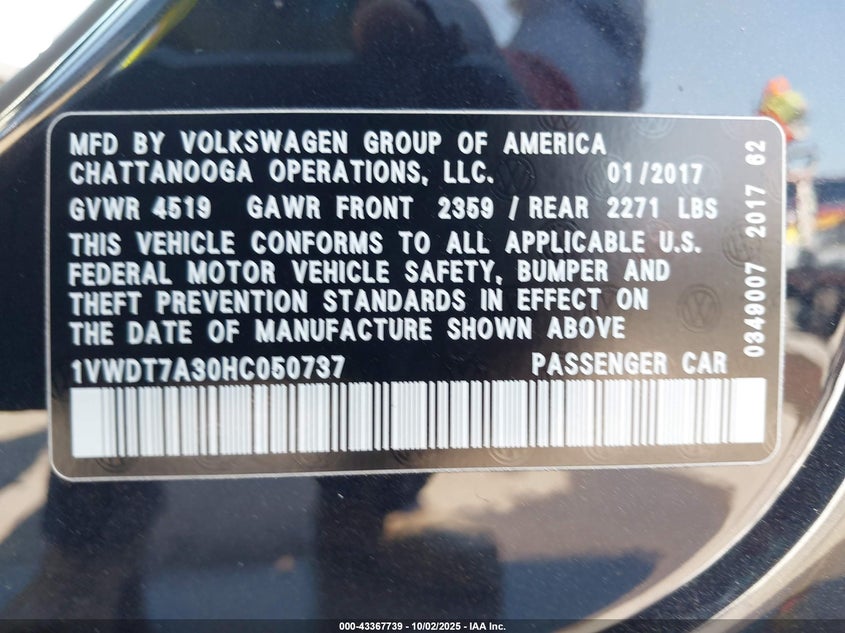 MFD BY VOLKSWAGEN GROUP OF AMERICA
CHATTANOOGA OPERATIONS, LLC. 01/2017
GVWR 4519 GAWR FRONT 2359 / REAR 2271 LBS
THIS VEHICLE CONFORMS TO ALL APPLICABLE U.S.
FEDERAL MOTOR VEHICLE SAFETY, BUMPER AND
THEFT PREVENTION STANDARDS IN EFFECT ON
THE DATE OF MANUFACTURE SHOWN ABOVE
1VWDT7A30HC050737 PASSENGER CAR
0349007 2017 62
000-43367739 - 10/02/2025 - IAA Inc.